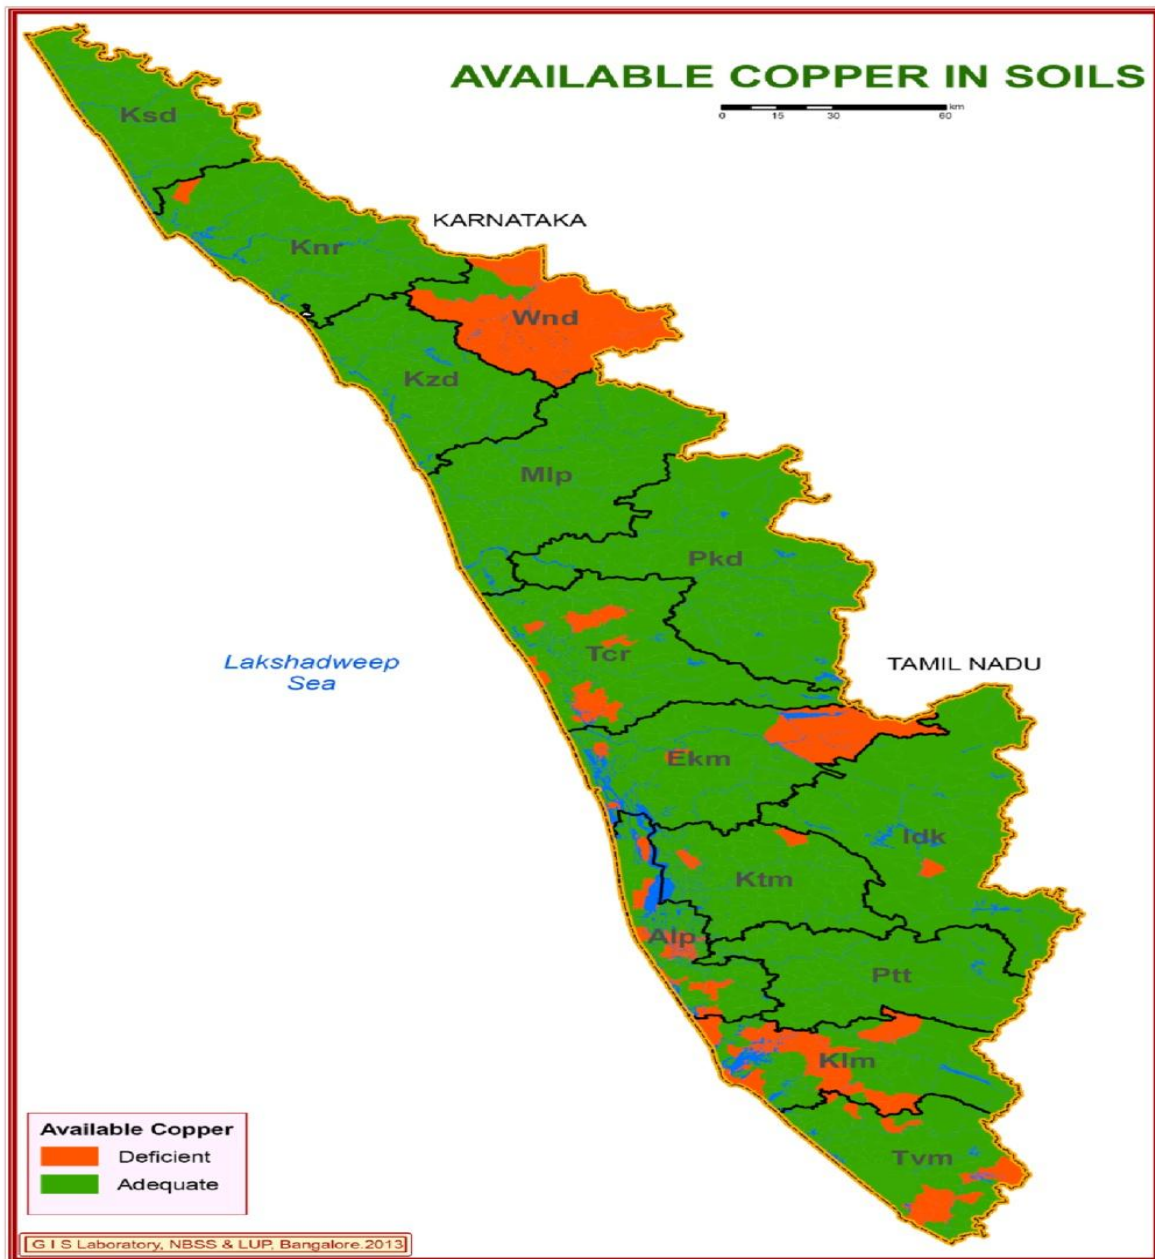 AVAILABLE COPPER IN SOILS
km
0 15 30 60
Ksd
KARNATAKA
Knr
Wnd
Kzd
Mlp
Pkd
Lakshadweep
Sea
Tcr
TAMIL NADU
Ekm
Idk
Ktm
Alp
Ptt
Klm
Available Copper
Deficient
Adequate
Tvm
G I S Laboratory, NBSS & LUP, Bangalore.2013